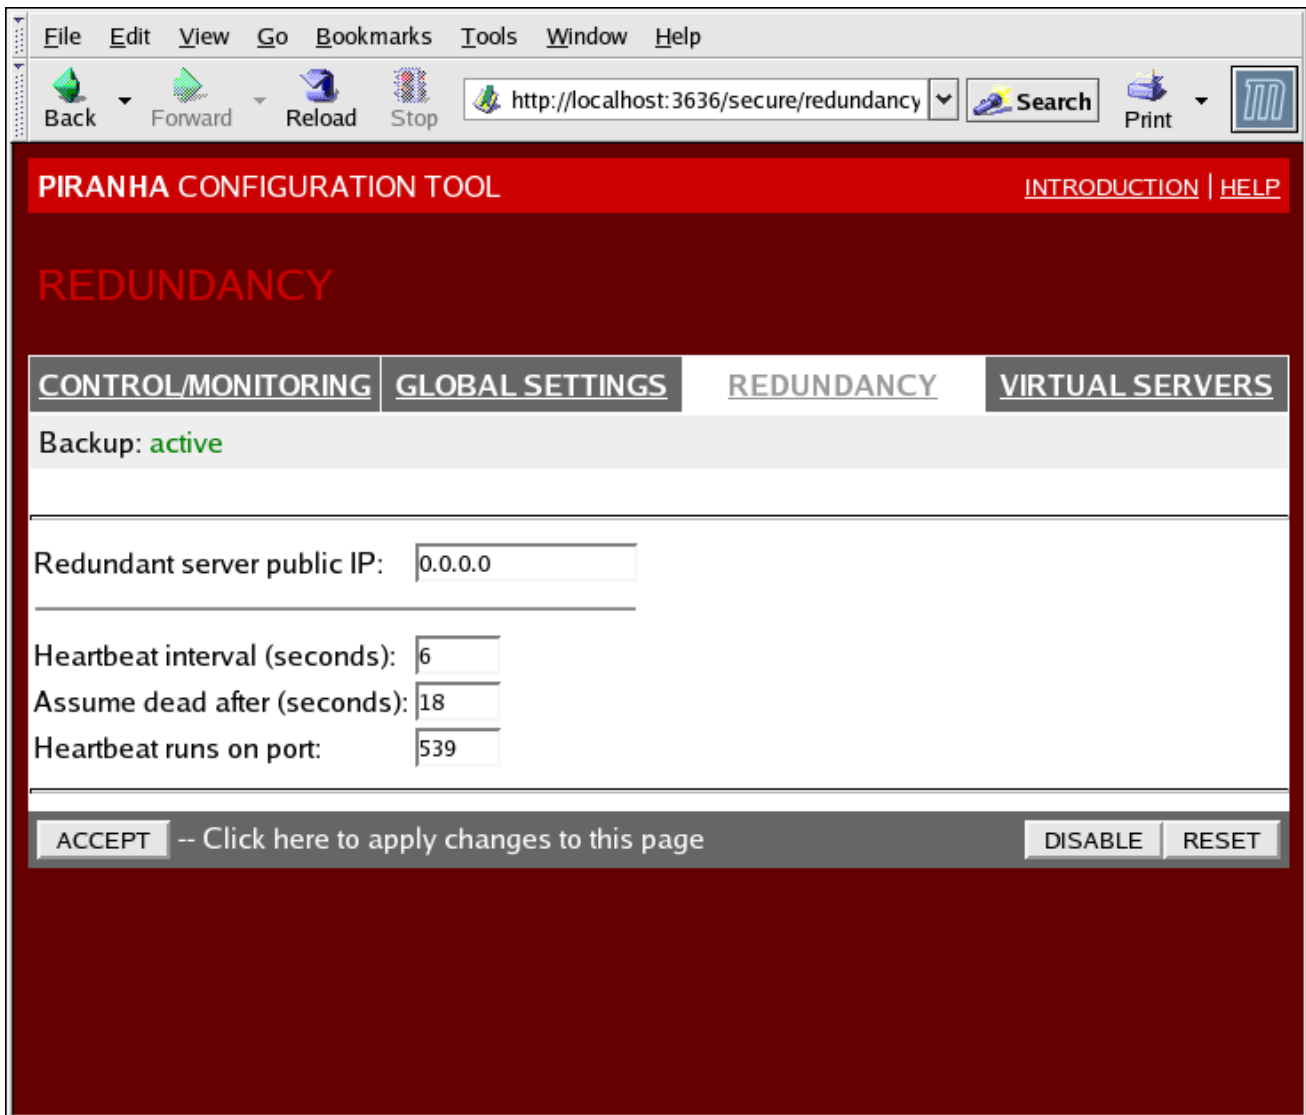 File Edit View Go Bookmarks Tools Window Help
Back Forward Reload Stop http://localhost:3636/secure/redundancy Search Print
PIRANHA CONFIGURATION TOOL INTRODUCTION | HELP
REDUNDANCY
CONTROL/MONITORING GLOBAL SETTINGS REDUNDANCY VIRTUAL SERVERS
Backup: active
Redundant server public IP: 0.0.0.0
Heartbeat interval (seconds): 6
Assume dead after (seconds): 18
Heartbeat runs on port: 539
ACCEPT -- Click here to apply changes to this page DISABLE RESET